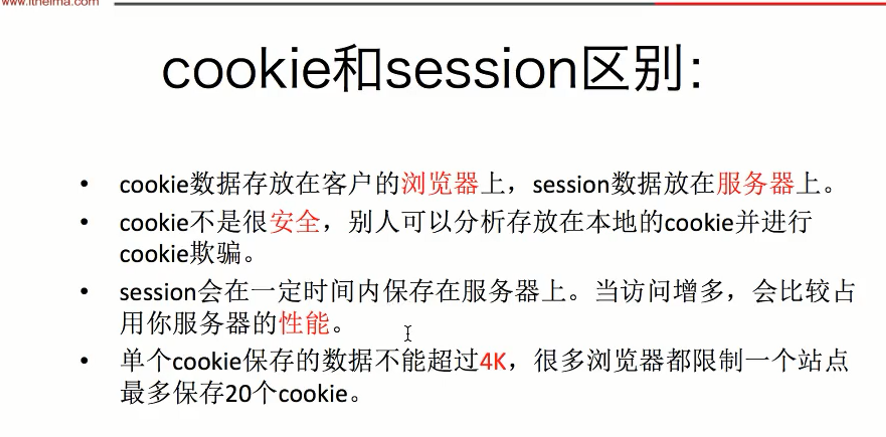 www.itheima.com
cookie和session区别：
• cookie数据存放在客户的浏览器上，session数据放在服务器上。
• cookie不是很安全，别人可以分析存放在本地的cookie并进行
cookie欺骗。
• session会在一定时间内保存在服务器上。当访问增多，会比较占
用你服务器的性能。
• 单个cookie保存的数据不能超过4K，很多浏览器都限制一个站点
最多保存20个cookie。